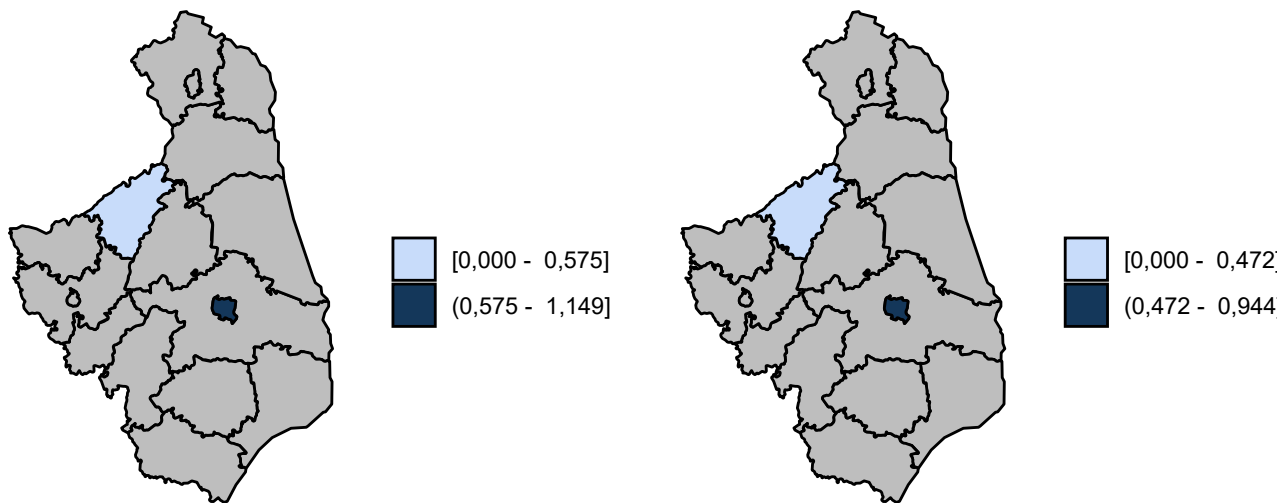 [0,000 -  0,575]
(0,575 -  1,149]
[0,000 -  0,472]
(0,472 -  0,944]